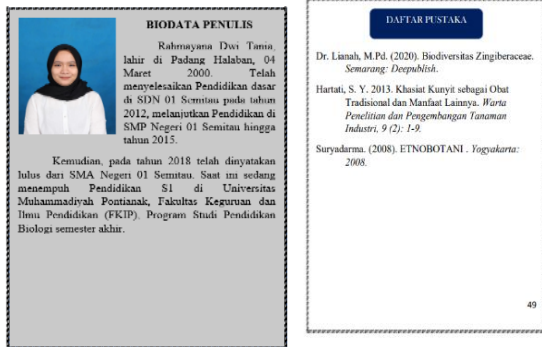 BIODATA PENULIS
Rahmayana Dwi Tania,
lahir di Padang Halaban, 04
Maret 2000. Telah
menyelesaikan Pendidikan dasar
di SDN 01 Semitau pada tahun
2012, melanjutkan Pendidikan di
SMP Negeri 01 Semitau hingga
tahun 2015.
Kemudian, pada tahun 2018 telah dinyatakan
lulus dari SMA Negeri 01 Semitau. Saat ini sedang
menempuh Pendidikan S1 di Universitas
Muhammadiyah Pontianak, Fakultas Keguruan dan
Ilmu Pendidikan (FKIP), Program Studi Pendidikan
Biologi semester akhir.
DAFTAR PUSTAKA
Dr. Lianah, M.Pd. (2020). Biodiversitas Zingiberaceae.
Semarang: Deepublish.
Hartati, S. Y. 2013. Khasiat Kunyit sebagai Obat
Tradisional dan Manfaat Lainnya. Warta
Penelitian dan Pengembangan Tanaman
Industri, 9 (2): 1-9.
Suryadarma. (2008). ETNOBOTANI . Yogyakarta:
2008.
49